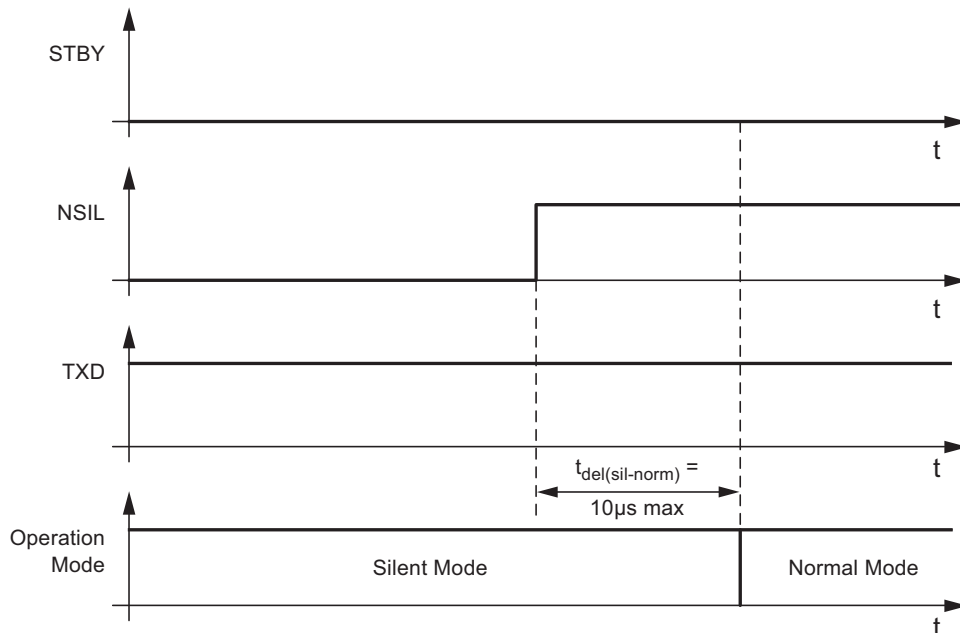 STBY
t
NSIL
t
TXD
t
t_del(sil-norm) =
10µs max
Operation
Mode
Silent Mode
Normal Mode
t